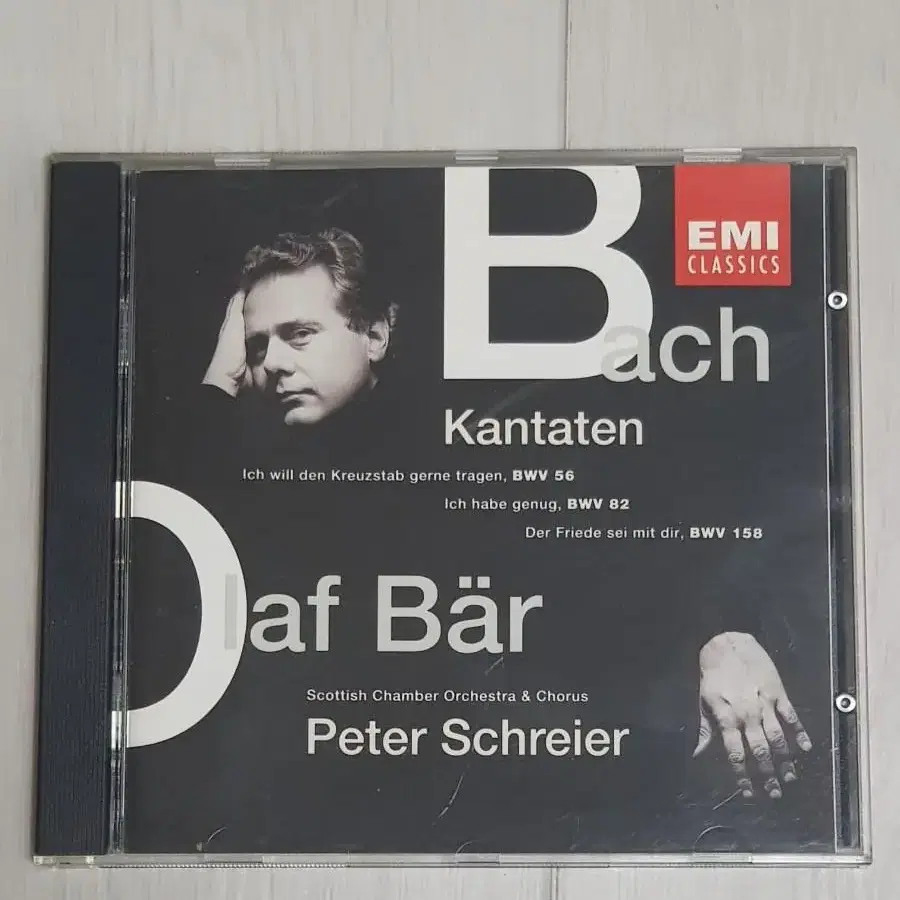 Bach
EMI
CLASSICS
Kantaten
Ich will den Kreuzstab gerne tragen, BWV 56
Ich habe genug, BWV 82
Der Friede sei mit dir, BWV 158
Olaf Bär
Scottish Chamber Orchestra & Chorus
Peter Schreier